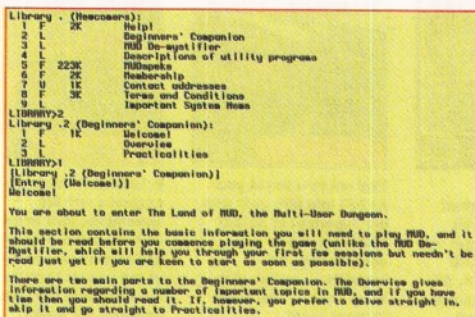 Library . (Newcomers):
1 F 2K Help!
2 L Beginners' Companion
3 L MUD De-mystifier
4 L Descriptions of utility programs
5 F 223K MUDspeke
6 F 2K Membership
7 U 1K Contact addresses
8 F 3K Terms and Conditions
9 L Important System News
LIBRARY>2
Library .2 (Beginners' Companion):
1 F 1K Welcome!
2 L Overview
3 L Practicalities
LIBRARY>1
[Library .2 (Beginners' Companion)]
[Entry 1 (Welcome!)]
Welcome!
You are about to enter The Land of MUD, the Multi-User Dungeon.
This section contains the basic information you will need to play MUD, and it
should be read before you commence playing the game (unlike the MUD De-
Mystifier, which will help you through your first few sessions but needn't be
read just yet if you are keen to start as soon as possible).
There are two main parts to the Beginners' Companion. The Overview gives
information regarding a number of important topics in MUD, and if you have
time then you should read it. If, however, you prefer to delve straight in,
skip it and go straight to Practicalities.